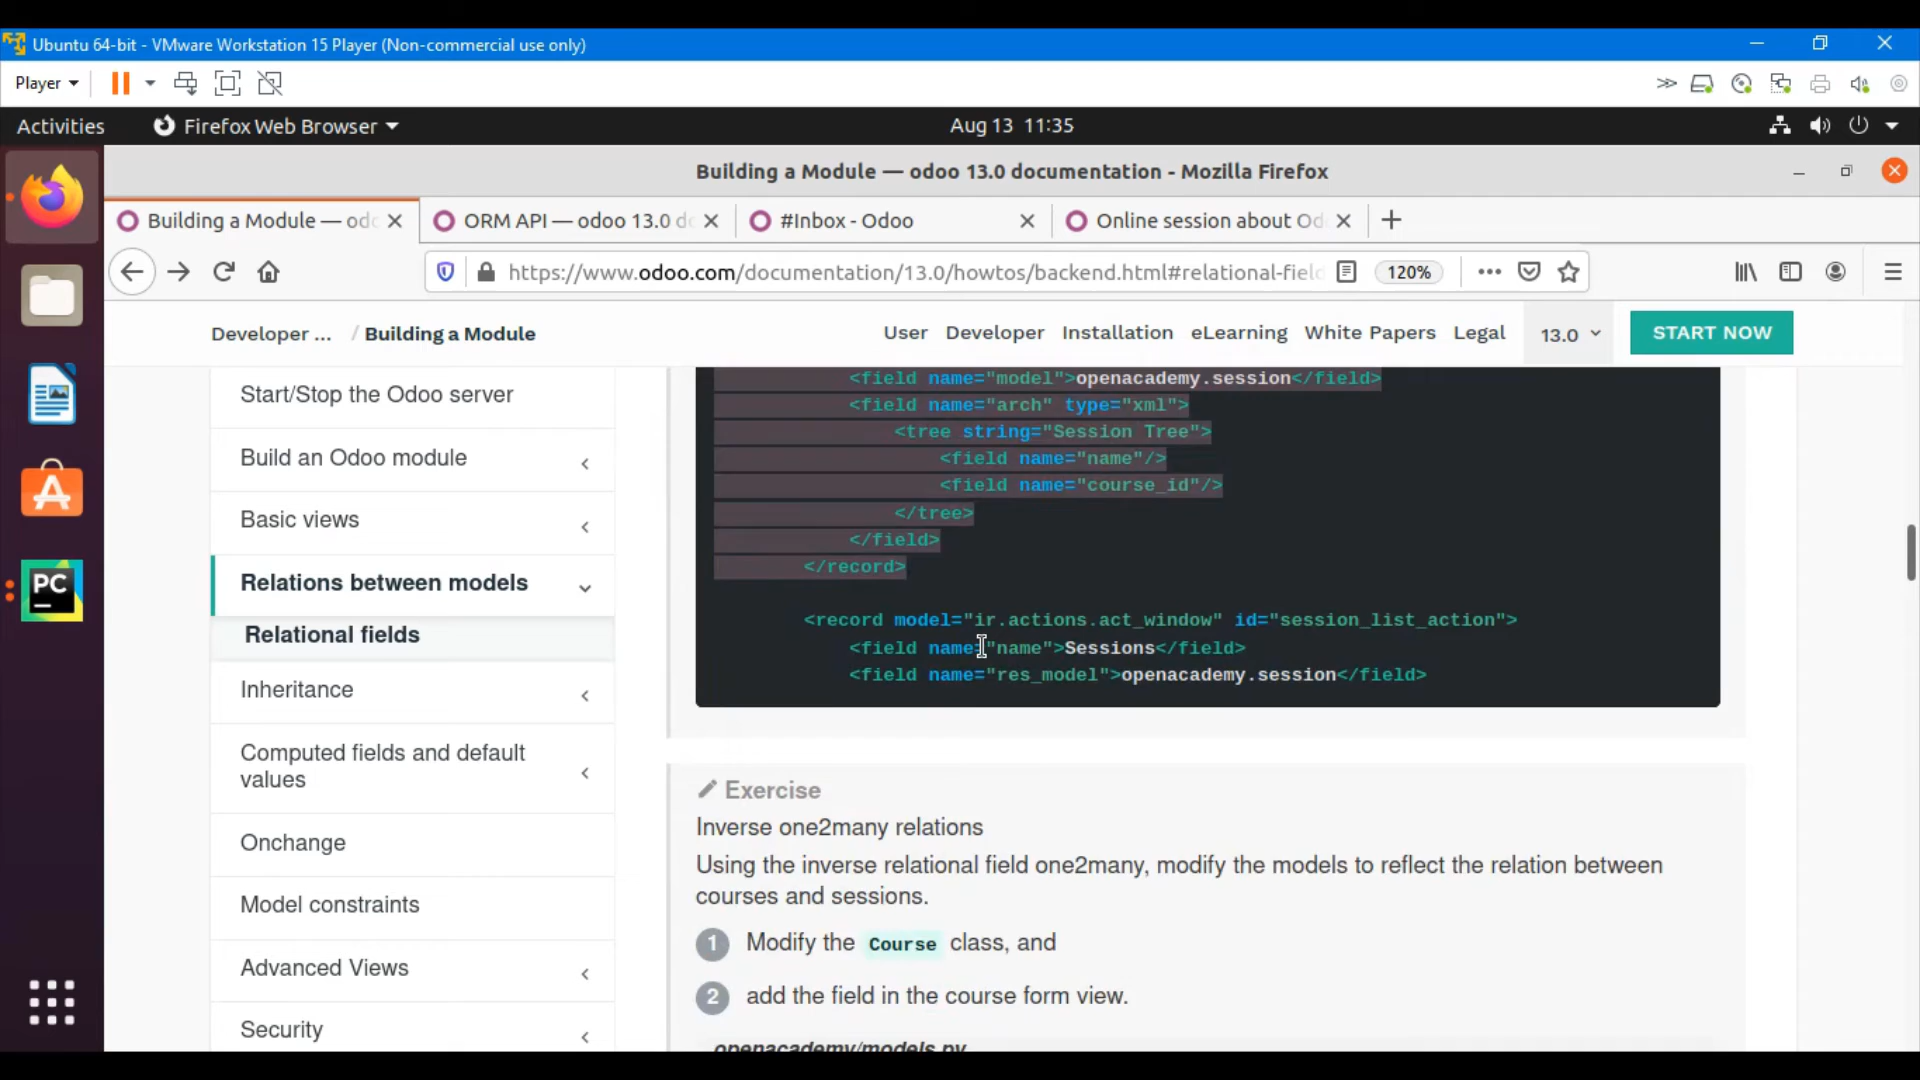 Ubuntu 64-bit - VMware Workstation 15 Player (Non-commercial use only)
Player
Activities
Firefox Web Browser
Aug 13 11:35
Building a Module — odoo 13.0 documentation - Mozilla Firefox
Building a Module — odo
ORM API — odoo 13.0 d
#Inbox - Odoo
Online session about Od
https://www.odoo.com/documentation/13.0/howtos/backend.html#relational-fiel
120%
Developer ... / Building a Module
User
Developer
Installation
eLearning
White Papers
Legal
13.0
START NOW
Start/Stop the Odoo server
Build an Odoo module
Basic views
Relations between models
Relational fields
Inheritance
Computed fields and default
values
Onchange
Model constraints
Advanced Views
Security
PC
<field name="model">openacademy.session</field>
<field name="arch" type="xml">
<tree string="Session Tree">
<field name="name"/>
<field name="course_id"/>
</tree>
</field>
</record>
<record model="ir.actions.act_window" id="session_list_action">
<field name="name">Sessions</field>
<field name="res_model">openacademy.session</field>
Exercise
Inverse one2many relations
Using the inverse relational field one2many, modify the models to reflect the relation between
courses and sessions.
1 Modify the Course class, and
2 add the field in the course form view.
openacademy/models.py